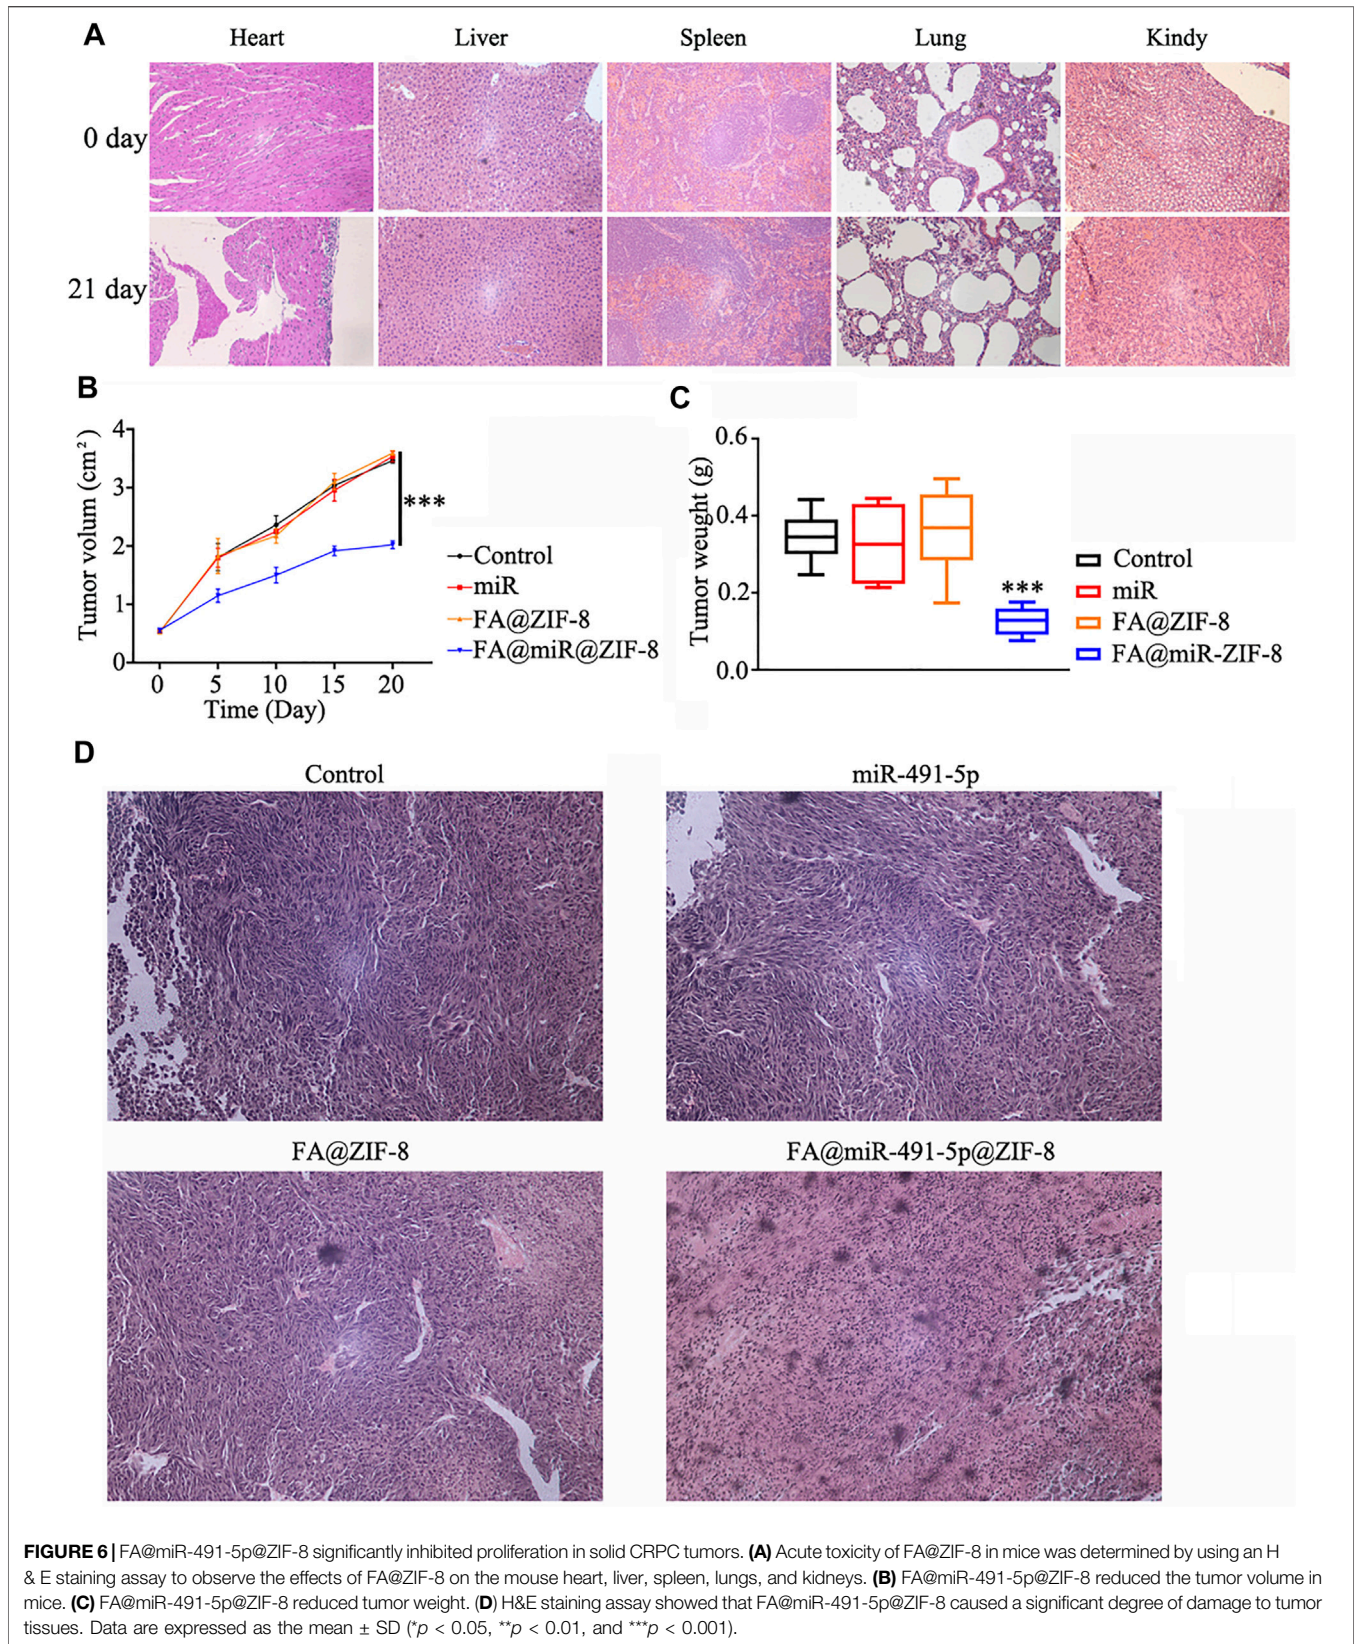 A
Heart Liver Spleen Lung Kindy
0 day
21 day
B
Tumor volum (cm²)
4
3
2
1
0
0 5 10 15 20
Time (Day)
***
Control
miR
FA@ZIF-8
FA@miR@ZIF-8
C
Tumor weught (g)
0.6
0.4
0.2
0.0
***
Control
miR
FA@ZIF-8
FA@miR-ZIF-8
D
Control miR-491-5p
FA@ZIF-8 FA@miR-491-5p@ZIF-8
FIGURE 6 | FA@miR-491-5p@ZIF-8 significantly inhibited proliferation in solid CRPC tumors. (A) Acute toxicity of FA@ZIF-8 in mice was determined by using an H
& E staining assay to observe the effects of FA@ZIF-8 on the mouse heart, liver, spleen, lungs, and kidneys. (B) FA@miR-491-5p@ZIF-8 reduced the tumor volume in
mice. (C) FA@miR-491-5p@ZIF-8 reduced tumor weight. (D) H&E staining assay showed that FA@miR-491-5p@ZIF-8 caused a significant degree of damage to tumor
tissues. Data are expressed as the mean ± SD (*p < 0.05, **p < 0.01, and ***p < 0.001).